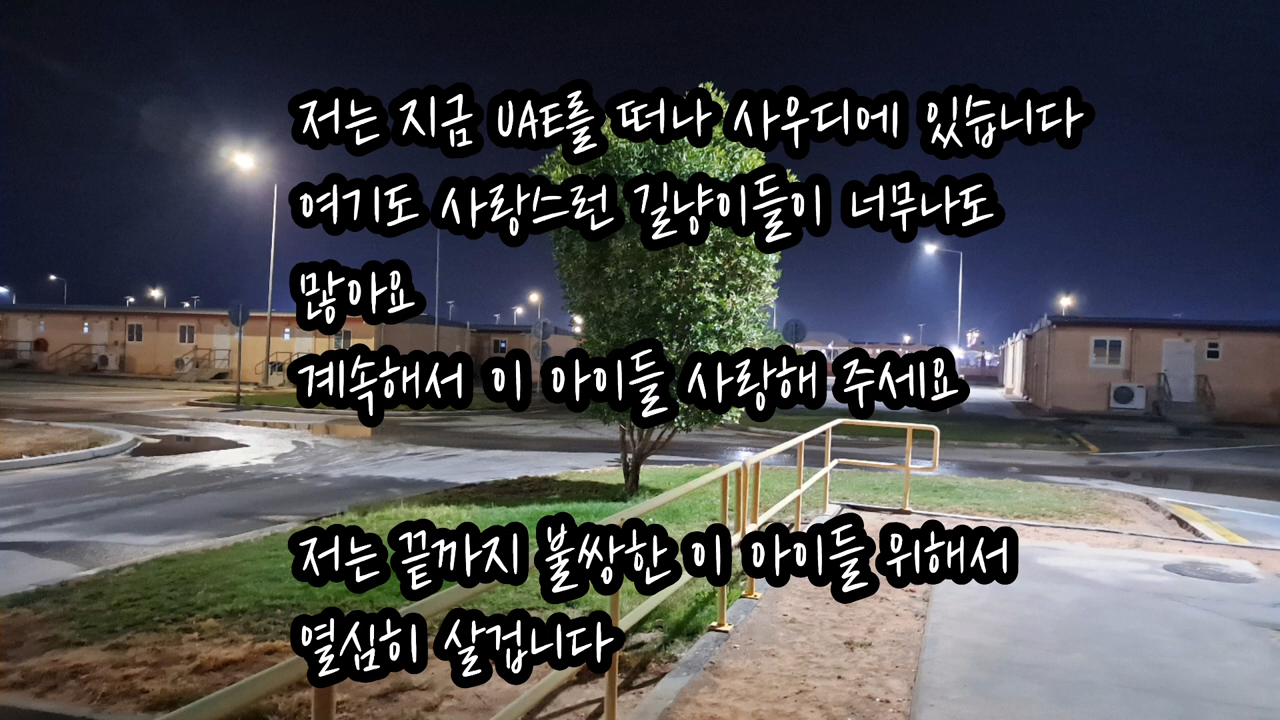 저는 지금 UAE를 떠나 사우디에 있습니다
여기도 사랑스런 길냥이들이 너무나도
많아요
계속해서 이 아이들 사랑해 주세요
저는 끝까지 불쌍한 이 아이들 위해서
열심히 살겁니다